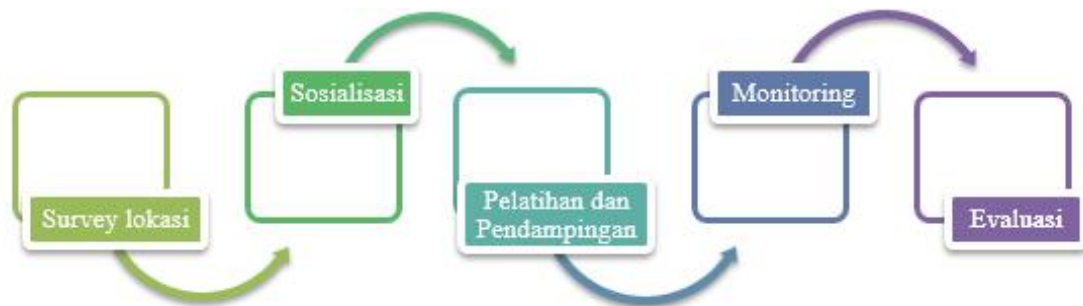 Survey lokasi
Sosialisasi
Pelatihan dan
Pendampingan
Monitoring
Evaluasi